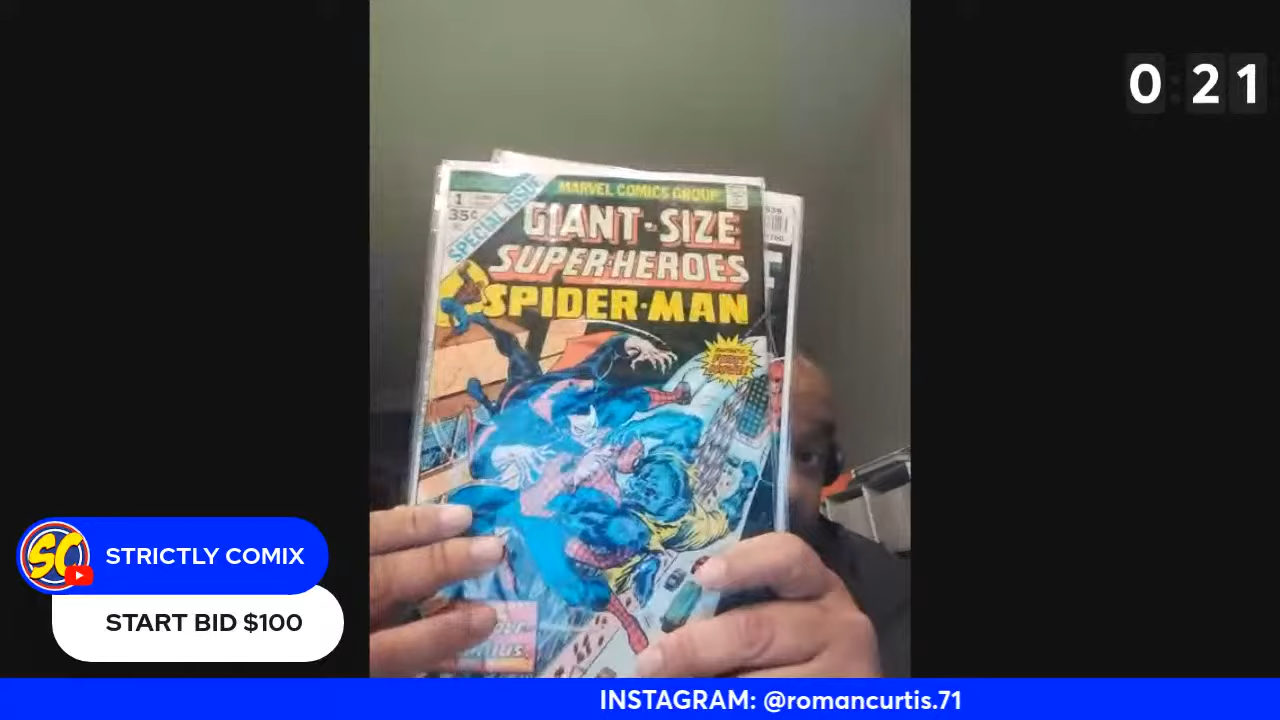 0:21
MARVEL COMICS GROUP
1
35¢
SPECIAL ISSUE
GIANT-SIZE
SUPER-HEROES
SPIDER-MAN
SC
STRICTLY COMIX
START BID $100
INSTAGRAM: @romancurtis.71